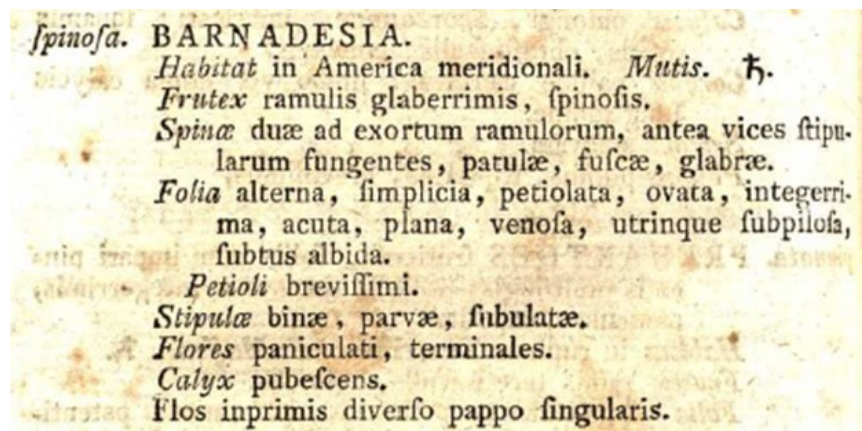 ſpinoſa. BARNADESIA.
Habitat in America meridionali. Mutis. ♄.
Frutex ramulis glaberrimis, ſpinoſis.
Spinæ duæ ad exortum ramulorum, antea vices ſtipu-
larum fungentes, patulæ, fuſcæ, glabræ.
Folia alterna, ſimplicia, petiolata, ovata, integerri-
ma, acuta, plana, venoſa, utrinque ſubpiloſa,
ſubtus albida.
Petioli breviſſimi.
Stipulæ binæ, parvæ, ſubulatæ.
Flores paniculati, terminales.
Calyx pubeſcens.
Flos inprimis diverſo pappo ſingularis.